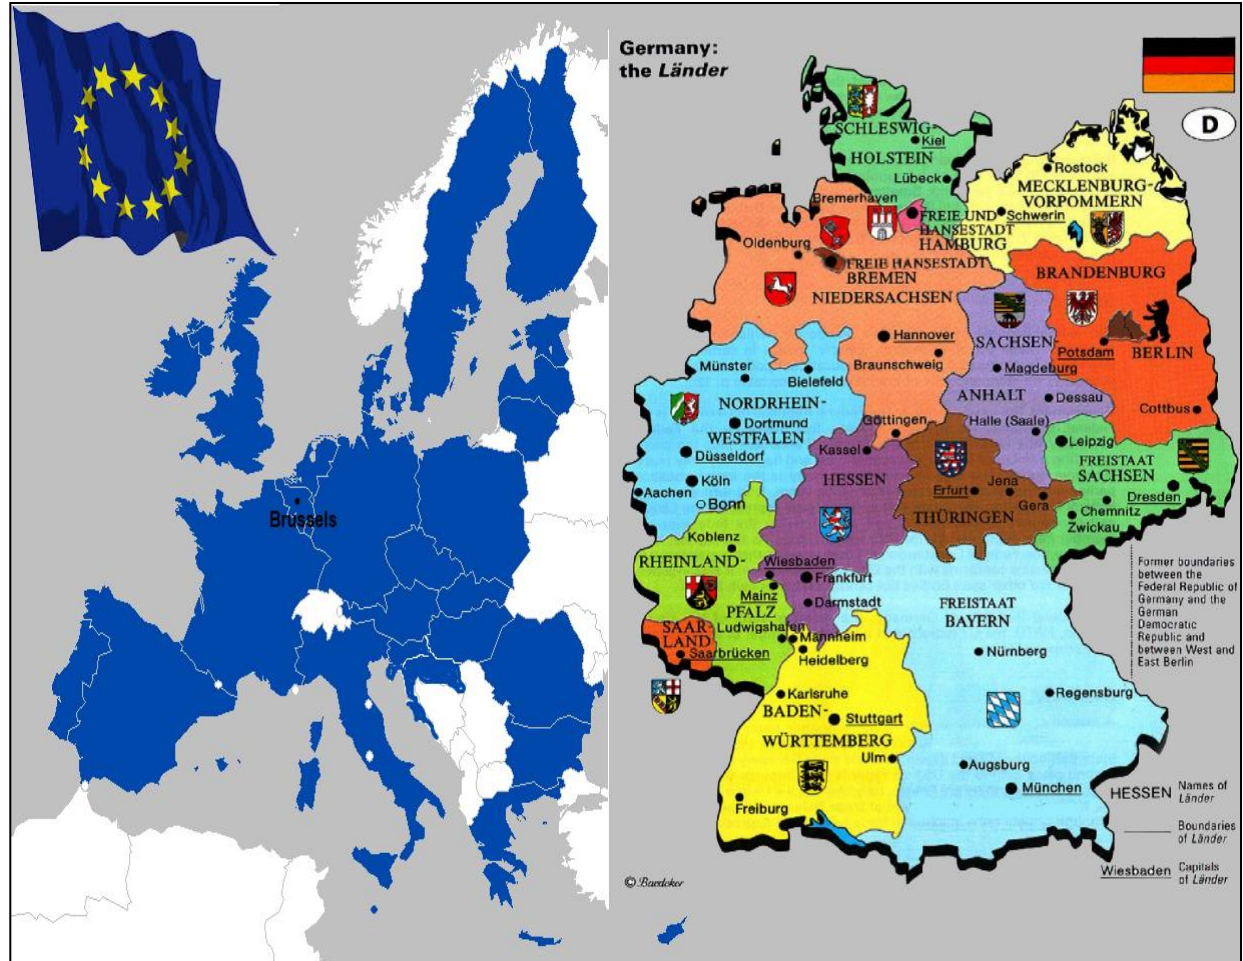 Germany:
the Länder
D
SCHLESWIG-
Kiel
HOLSTEIN
Lübeck
Rostock
MECKLENBURG-
VORPOMMERN
Schwerin
Bremerhaven
FREIE UND
HANSESTADT
HAMBURG
Oldenburg
FREIE HANSESTADT
BREMEN
NIEDERSACHSEN
BRANDENBURG
Hannover
SACHSEN-
Potsdam
BERLIN
Braunschweig
Magdeburg
Münster
Bielefeld
ANHALT
Dessau
NORDRHEIN-
Cottbus
Göttingen
Halle (Saale)
Dortmund
WESTFALEN
Leipzig
Düsseldorf
Kassel
FREISTAAT
SACHSEN
HESSEN
Köln
Jena
Aachen
Erfurt
Gera
Dresden
Bonn
Chemnitz
THÜRINGEN
Zwickau
Brussels
Koblenz
RHEINLAND-
Wiesbaden
Frankfurt
Mainz
Darmstadt
PFALZ
FREISTAAT
BAYERN
Former boundaries
between the
Federal Republic of
Germany and the
German
Democratic
Republic and
between West and
East Berlin
SAAR-
LAND
Ludwigshafen
Mannheim
Saarbrücken
Heidelberg
Nürnberg
Karlsruhe
Regensburg
BADEN-
Stuttgart
WÜRTTEMBERG
Ulm
Augsburg
München
Freiburg
HESSEN Names of
Länder
Boundaries
of Länder
Wiesbaden Capitals
of Länder
© Baedeker